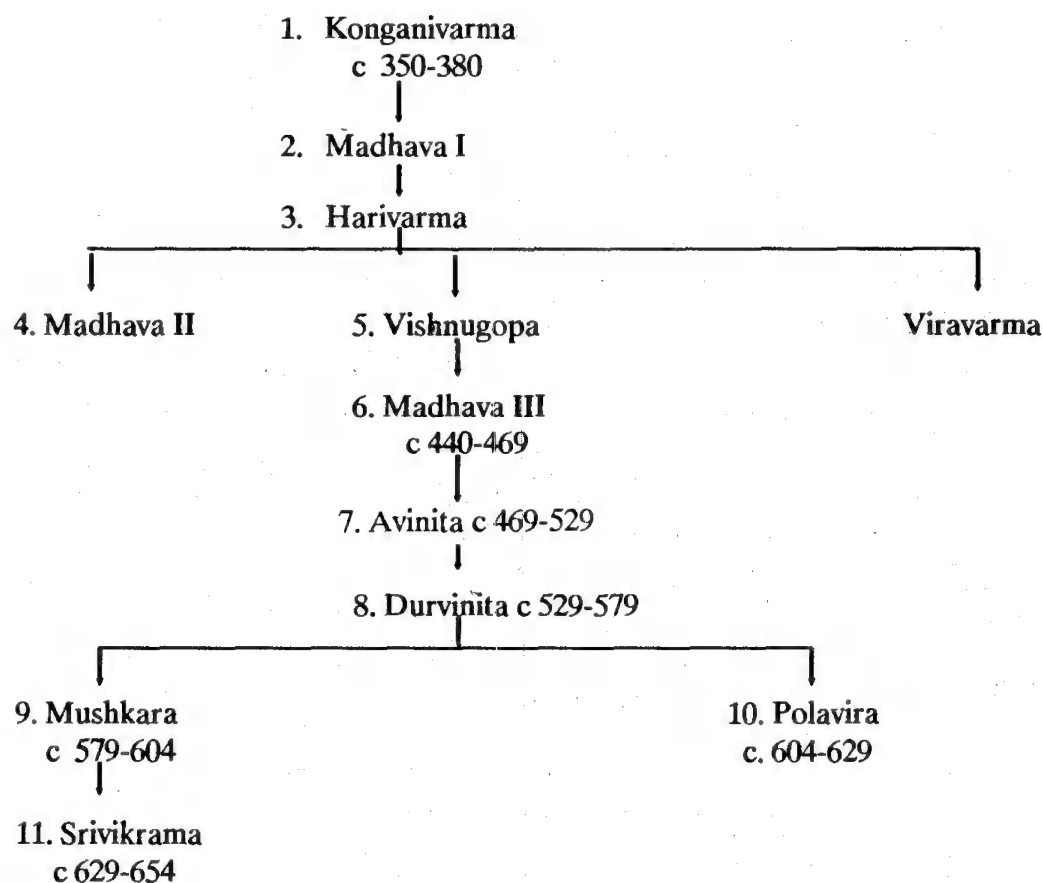 1. Konganivarma
c 350-380
2. Madhava I
3. Harivarma
4. Madhava II 5. Vishnugopa Viravarma
6. Madhava III
c 440-469
7. Avinita c 469-529
8. Durvinita c 529-579
9. Mushkara 10. Polavira
c 579-604 c. 604-629
11. Srivikrama
c 629-654